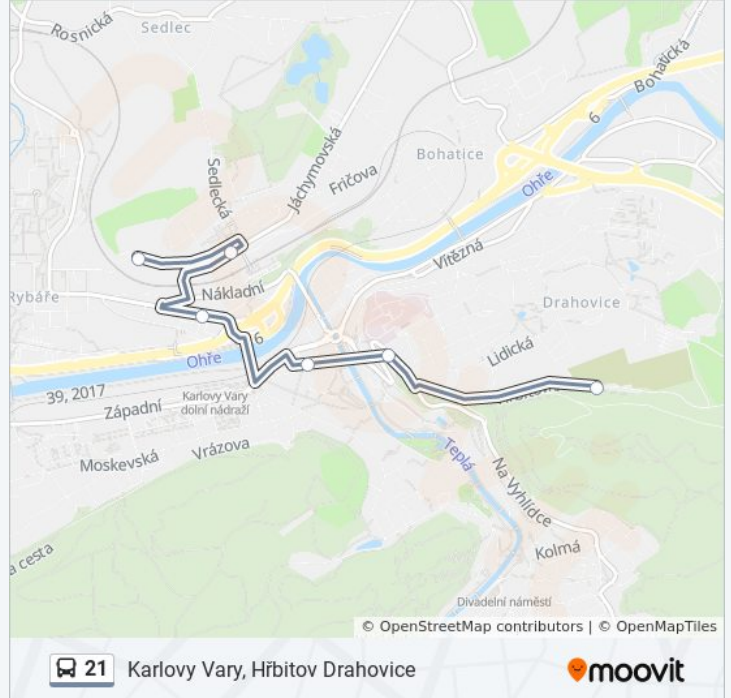 Rosnická
Sedlec
Bohatická
6
Jáchymovská
Bohatice
Fričova
Sedlecká
Ohře
Vítězná
Rybáře
Nákladní
Drahovice
6
Ohře
Lidická
39, 2017
Karlovy Vary
dolní nádraží
Západní
Vrázova
Moskevská
Teplá
Na Vyhlídce
a cesta
Kolmá
Divadelní náměstí
© OpenStreetMap contributors | © OpenMapTiles
21 Karlovy Vary, Hřbitov Drahovice
moovit